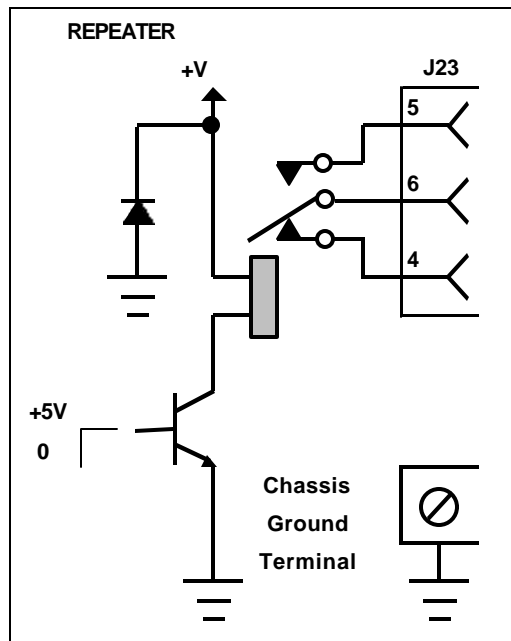 REPEATER
+V
J23
5
6
4
+5V
0
Chassis
Ground
Terminal